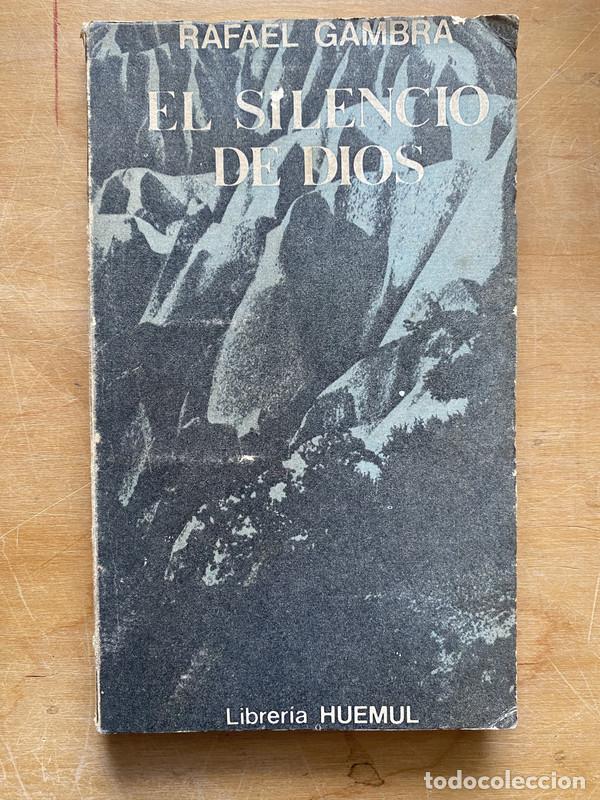 RAFAEL GAMBRA
EL SILENCIO
DE DIOS
Libreria HUEMUL
todocoleccion